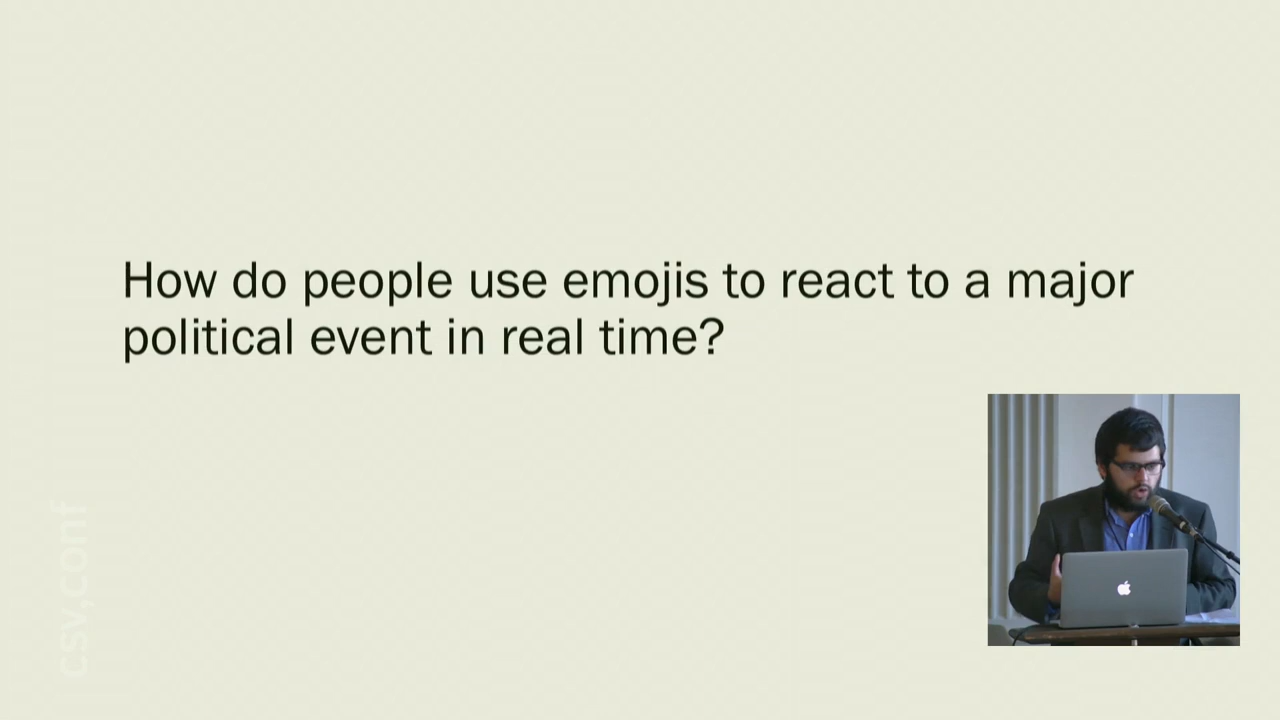 How do people use emojis to react to a major
political event in real time?
csv,conf